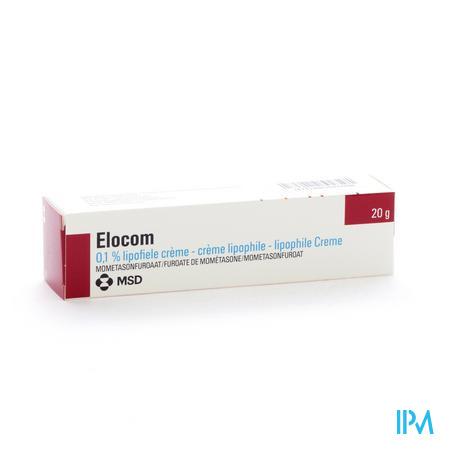 20 g
Elocom
0,1 % lipofiele crème - crème lipophile - lipophile Creme
MOMETASONFUROAAT/FUROATE DE MOMÉTASONE/MOMETASONFUROAT
MSD
IPM